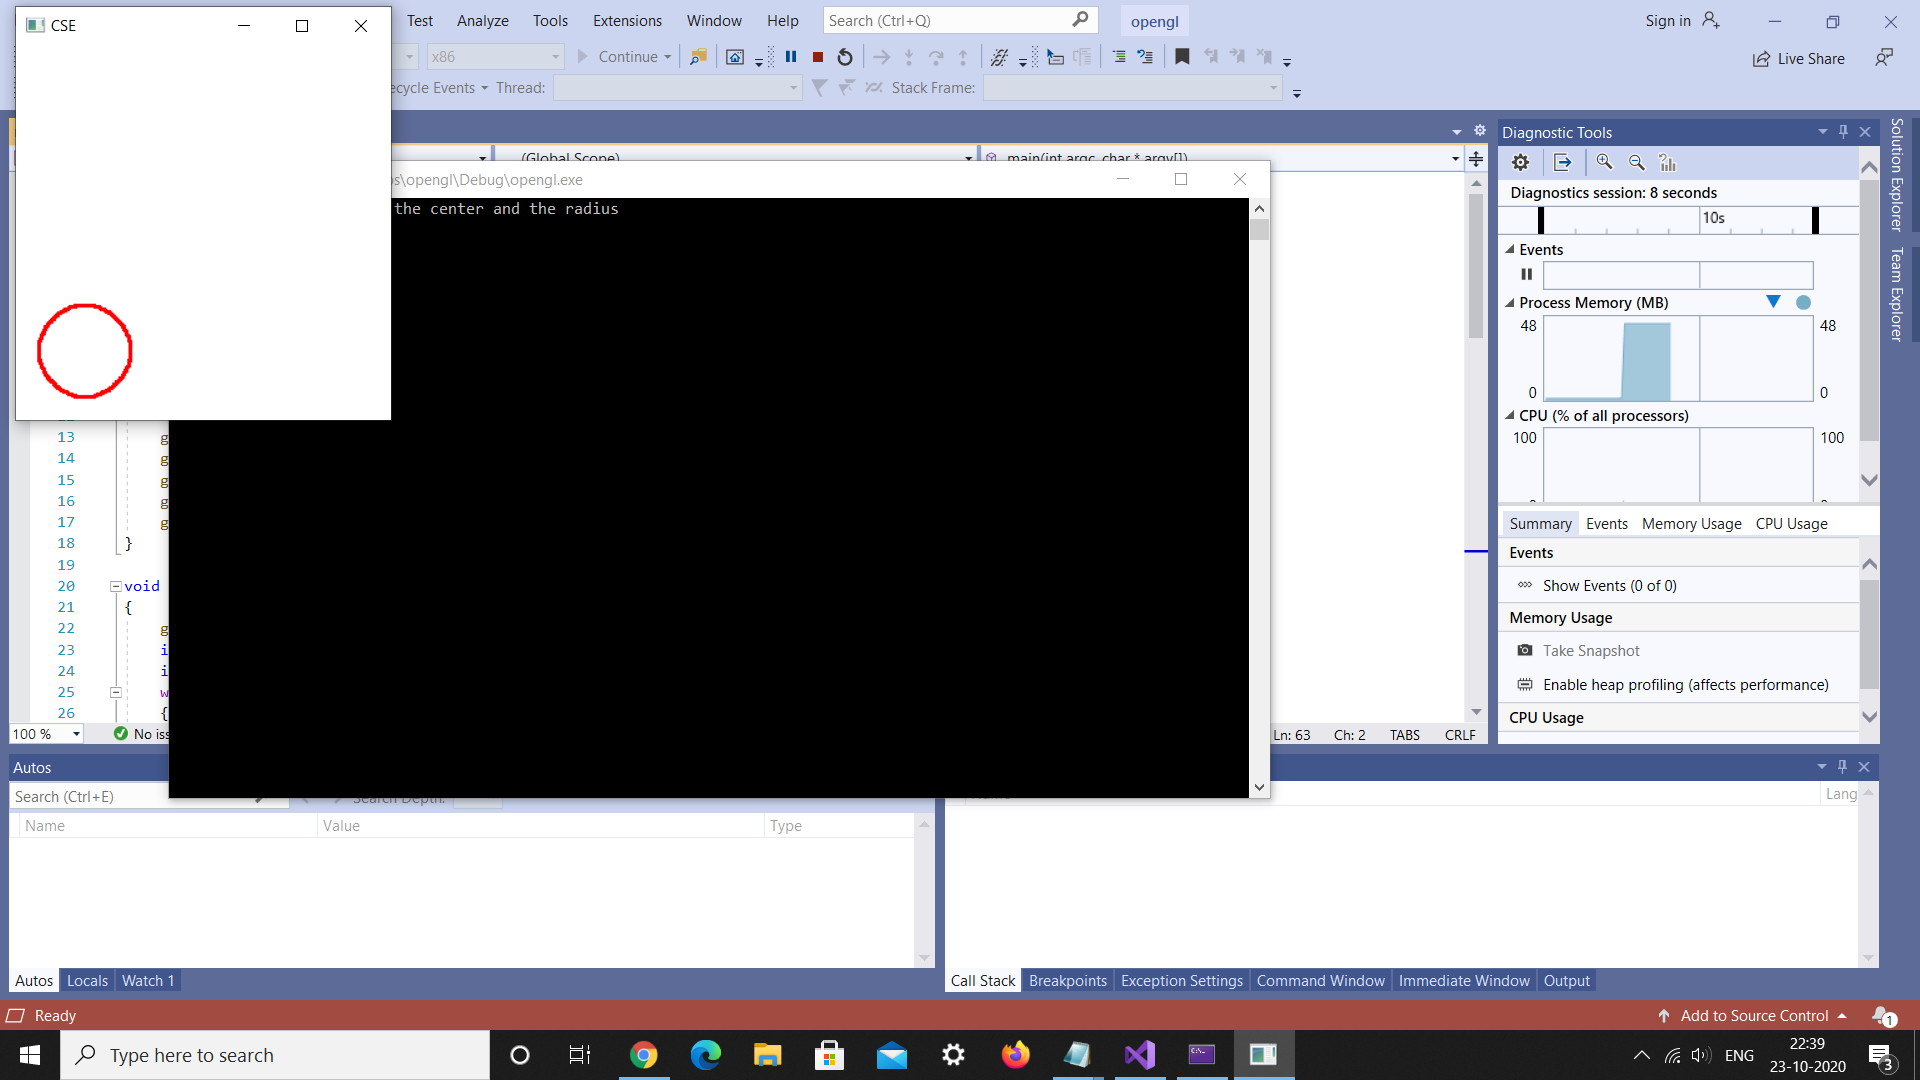 CSE
Test Analyze Tools Extensions Window Help Search (Ctrl+Q) opengl Sign in
x86 Continue Live Share
ecycle Events Thread: Stack Frame:
(Global Scope) main(int argc, char * argv[])
os\opengl\Debug\opengl.exe
the center and the radius
13 g
14 g
15 g
16 g
17 g
18 }
19
20 void
21 {
22 g
23 i
24 i
25 w
26 {
100 % No iss Ln: 63 Ch: 2 TABS CRLF
Diagnostic Tools
Diagnostics session: 8 seconds
10s
Events
Process Memory (MB)
48 48
0 0
CPU (% of all processors)
100 100
Summary Events Memory Usage CPU Usage
Events
Show Events (0 of 0)
Memory Usage
Take Snapshot
Enable heap profiling (affects performance)
CPU Usage
Solution Explorer
Team Explorer
Autos
Search (Ctrl+E) Search Depth:
Name Value Type
Lang
Autos Locals Watch 1
Call Stack Breakpoints Exception Settings Command Window Immediate Window Output
Ready Add to Source Control 1
Type here to search
ENG 22:39
23-10-2020 3